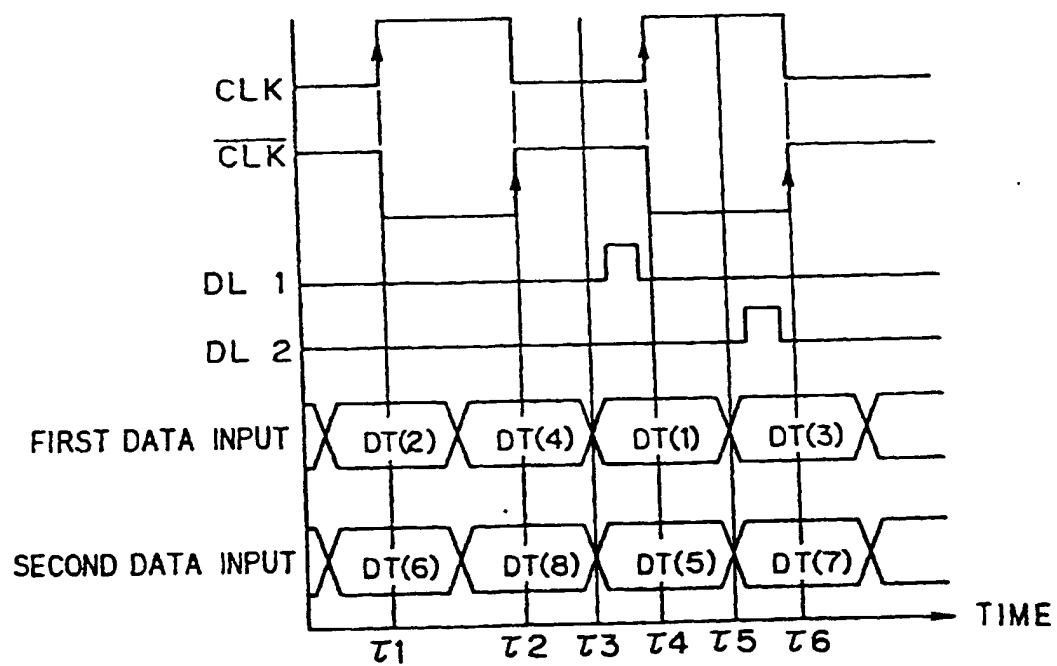 CLK
C̅L̅K̅
DL 1
DL 2
FIRST DATA INPUT DT(2) DT(4) DT(1) DT(3)
SECOND DATA INPUT DT(6) DT(8) DT(5) DT(7)
TIME
τ1 τ2 τ3 τ4 τ5 τ6